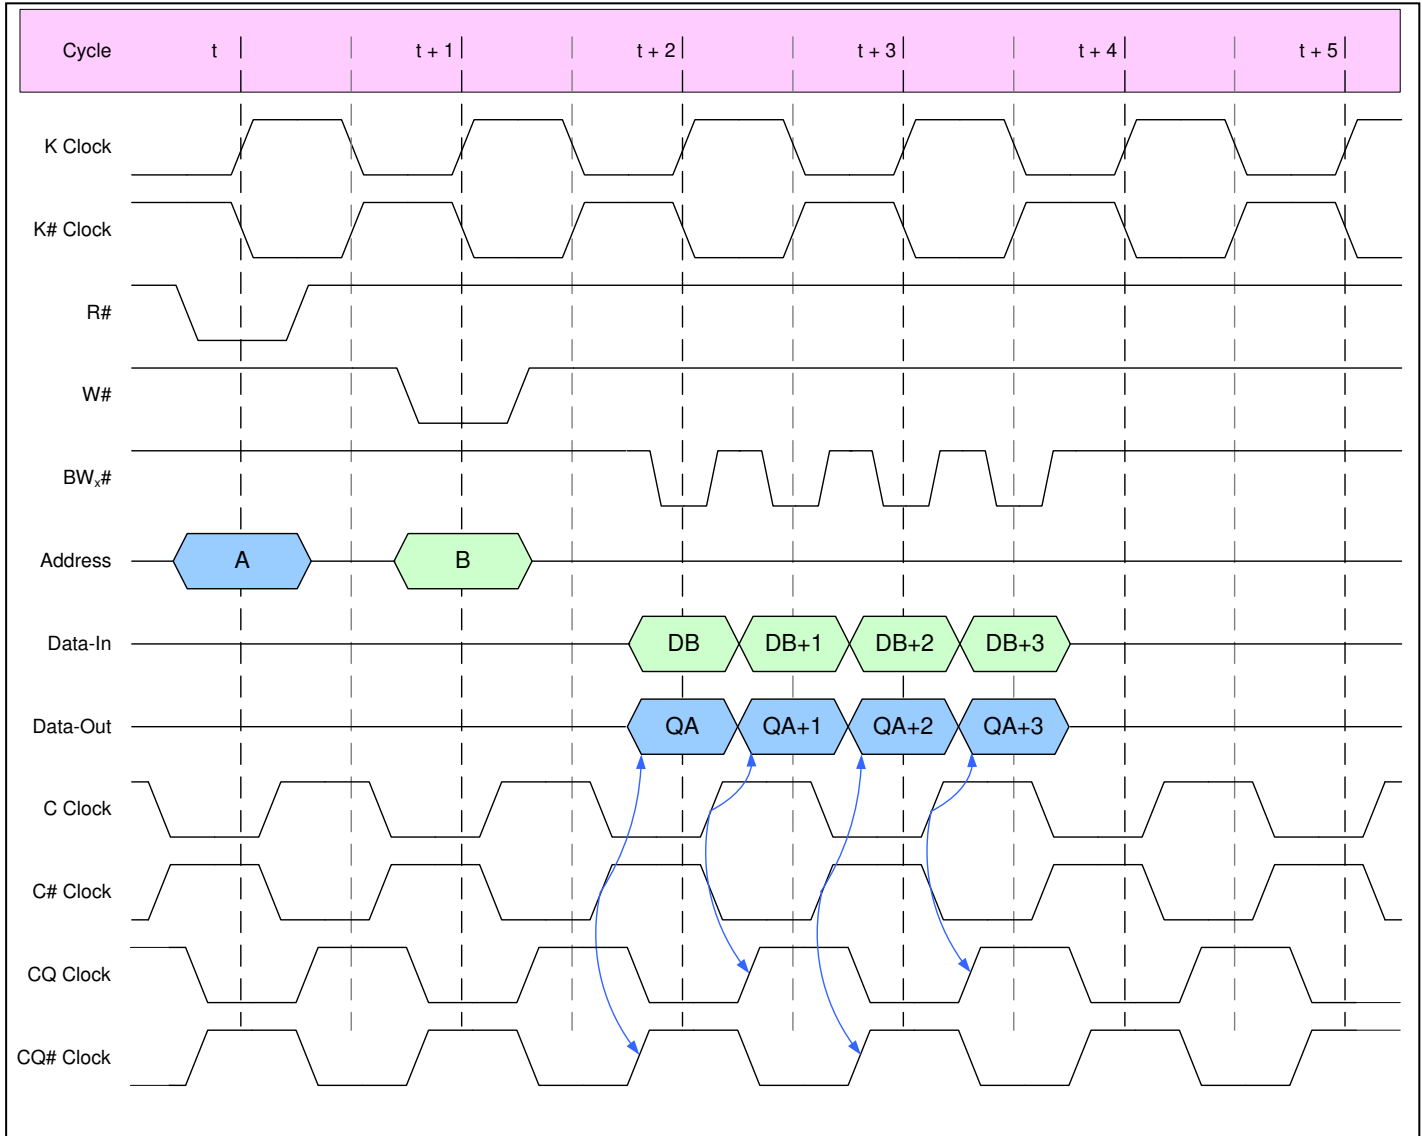 Cycle t t + 1 t + 2 t + 3 t + 4 t + 5
K Clock
K# Clock
R#
W#
BWx#
Address A B
Data-In DB DB+1 DB+2 DB+3
Data-Out QA QA+1 QA+2 QA+3
C Clock
C# Clock
CQ Clock
CQ# Clock